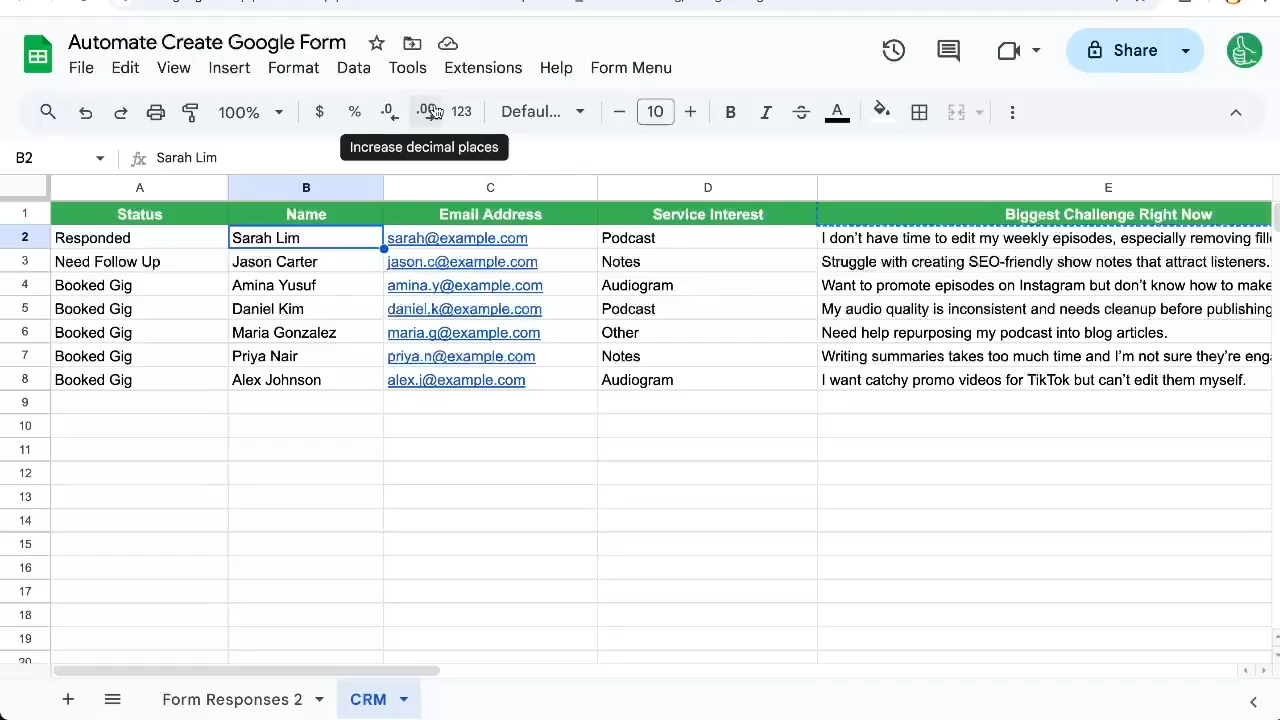 Automate Create Google Form
File Edit View Insert Format Data Tools Extensions Help Form Menu
Share
100% $ % .0 .00 123 Defaul... 10 B I A
Increase decimal places
B2 fx Sarah Lim
A B C D E
1 Status Name Email Address Service Interest Biggest Challenge Right Now
2 Responded Sarah Lim sarah@example.com Podcast I don’t have time to edit my weekly episodes, especially removing fill
3 Need Follow Up Jason Carter jason.c@example.com Notes Struggle with creating SEO-friendly show notes that attract listeners.
4 Booked Gig Amina Yusuf amina.y@example.com Audiogram Want to promote episodes on Instagram but don’t know how to make
5 Booked Gig Daniel Kim daniel.k@example.com Podcast My audio quality is inconsistent and needs cleanup before publishing
6 Booked Gig Maria Gonzalez maria.g@example.com Other Need help repurposing my podcast into blog articles.
7 Booked Gig Priya Nair priya.n@example.com Notes Writing summaries takes too much time and I’m not sure they’re eng
8 Booked Gig Alex Johnson alex.j@example.com Audiogram I want catchy promo videos for TikTok but can’t edit them myself.
9
10
11
12
13
14
15
16
17
18
19
20
Form Responses 2 CRM